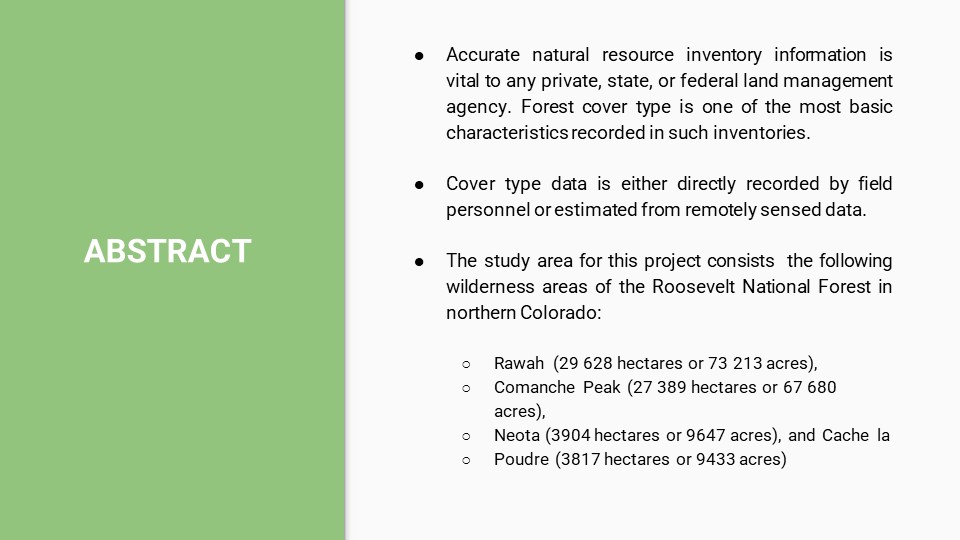 ABSTRACT
● Accurate natural resource inventory information is
vital to any private, state, or federal land management
agency. Forest cover type is one of the most basic
characteristics recorded in such inventories.
● Cover type data is either directly recorded by field
personnel or estimated from remotely sensed data.
● The study area for this project consists the following
wilderness areas of the Roosevelt National Forest in
northern Colorado:
○ Rawah (29 628 hectares or 73 213 acres),
○ Comanche Peak (27 389 hectares or 67 680
acres),
○ Neota (3904 hectares or 9647 acres), and Cache la
○ Poudre (3817 hectares or 9433 acres)